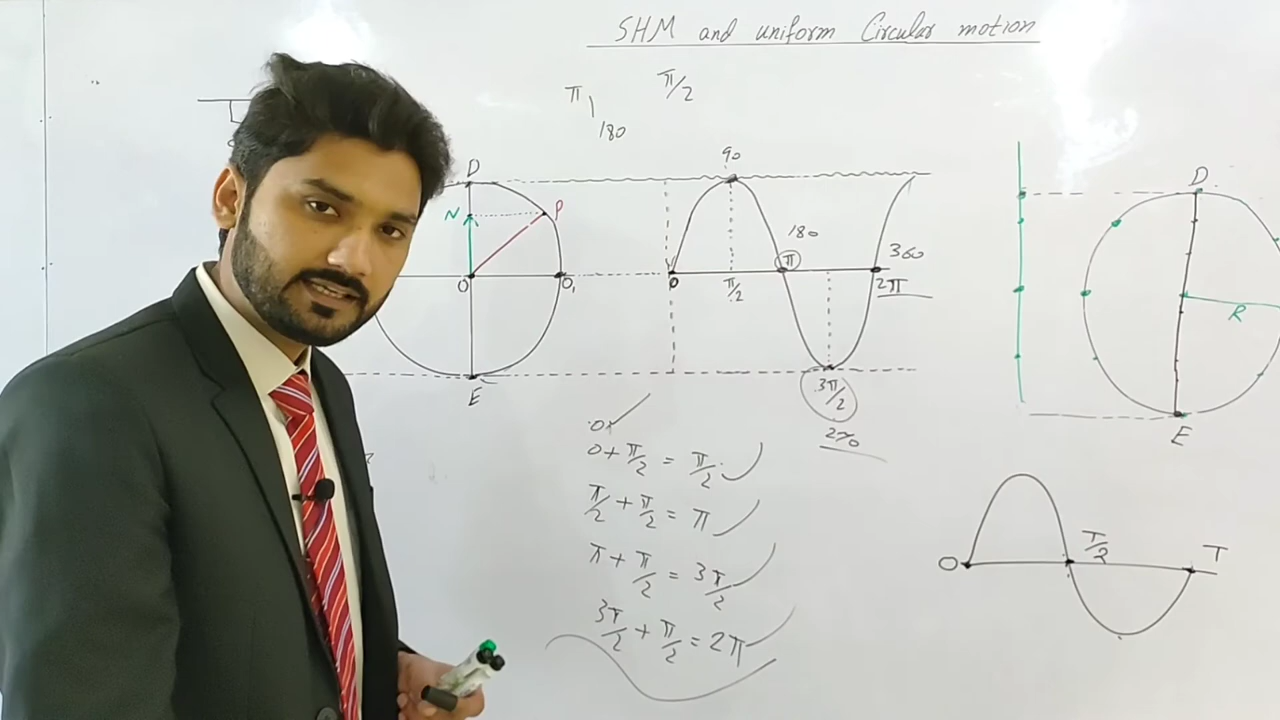 SHM and uniform Circular motion
π
180
π/2
D
N
P
O
O₁
E
90
180
360
0
π/2
π
2π
3π/2
270
0
0+π/2 = π/2
π/2+π/2 = π
π+π/2 = 3π/2
3π/2+π/2 = 2π
D
R
E
O
T/2
T